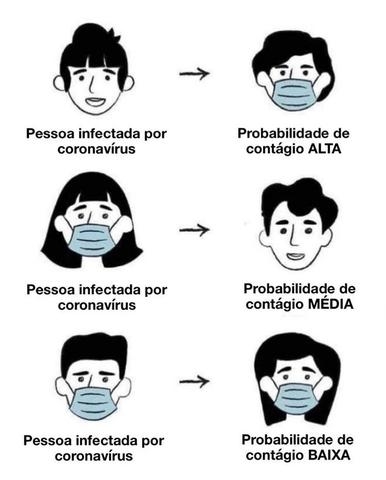 Pessoa infectada por
coronavírus
Probabilidade de
contágio ALTA
Pessoa infectada por
coronavírus
Probabilidade de
contágio MÉDIA
Pessoa infectada por
coronavírus
Probabilidade de
contágio BAIXA